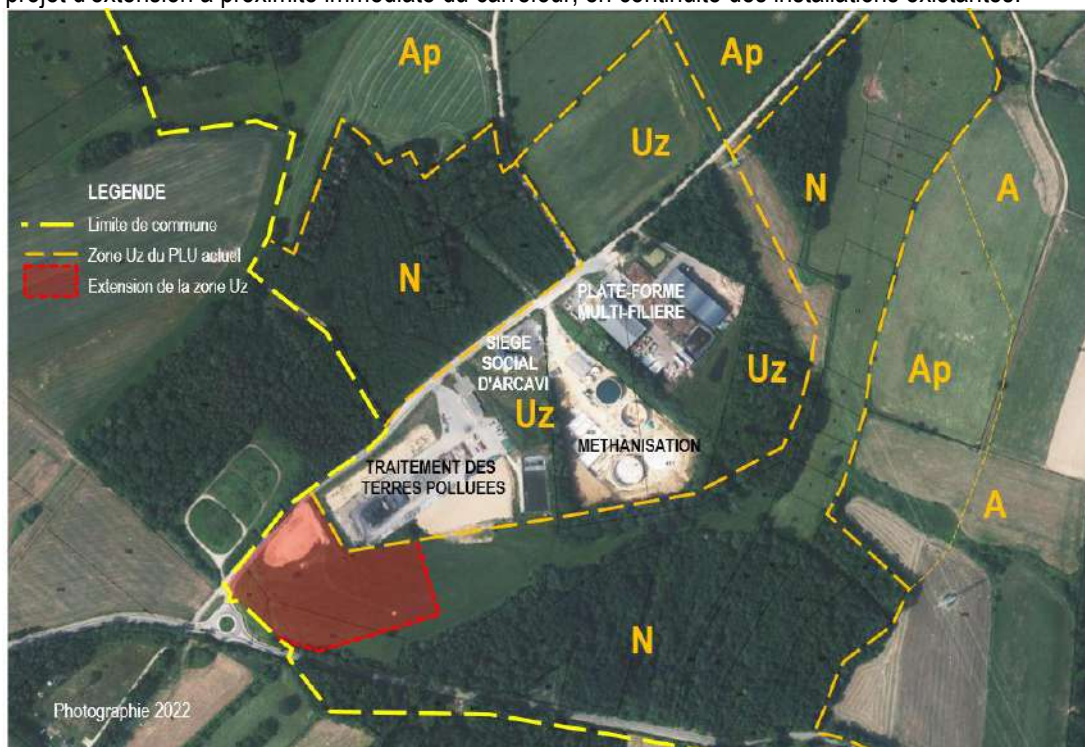 projet d'extension à proximité immédiate du carrefour, en continuité des installations existantes.
Ap
Ap
Uz
N
A
LEGENDE
Limite de commune
Zone Uz du PLU actuel
Extension de la zone Uz
N
PLATE-FORME
MULTI-FILIERE
SIEGE
SOCIAL
D'ARCAVI
Uz
Uz
Ap
METHANISATION
TRAITEMENT DES
TERRES POLLUEES
A
N
Photographie 2022